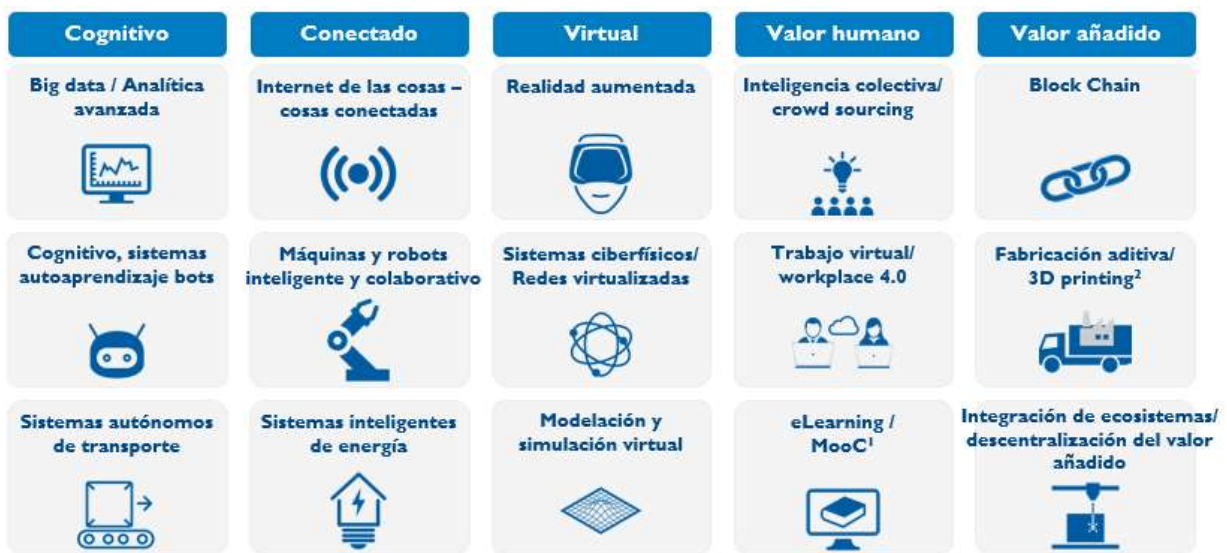 Cognitivo
Conectado
Virtual
Valor humano
Valor añadido
Big data / Analítica
avanzada
Internet de las cosas –
cosas conectadas
Realidad aumentada
Inteligencia colectiva/
crowd sourcing
Block Chain
Cognitivo, sistemas
autoaprendizaje bots
Máquinas y robots
inteligente y colaborativo
Sistemas ciberfísicos/
Redes virtualizadas
Trabajo virtual/
workplace 4.0
Fabricación aditiva/
3D printing²
Sistemas autónomos
de transporte
Sistemas inteligentes
de energía
Modelación y
simulación virtual
eLearning /
MooC¹
Integración de ecosistemas/
descentralización del valor
añadido